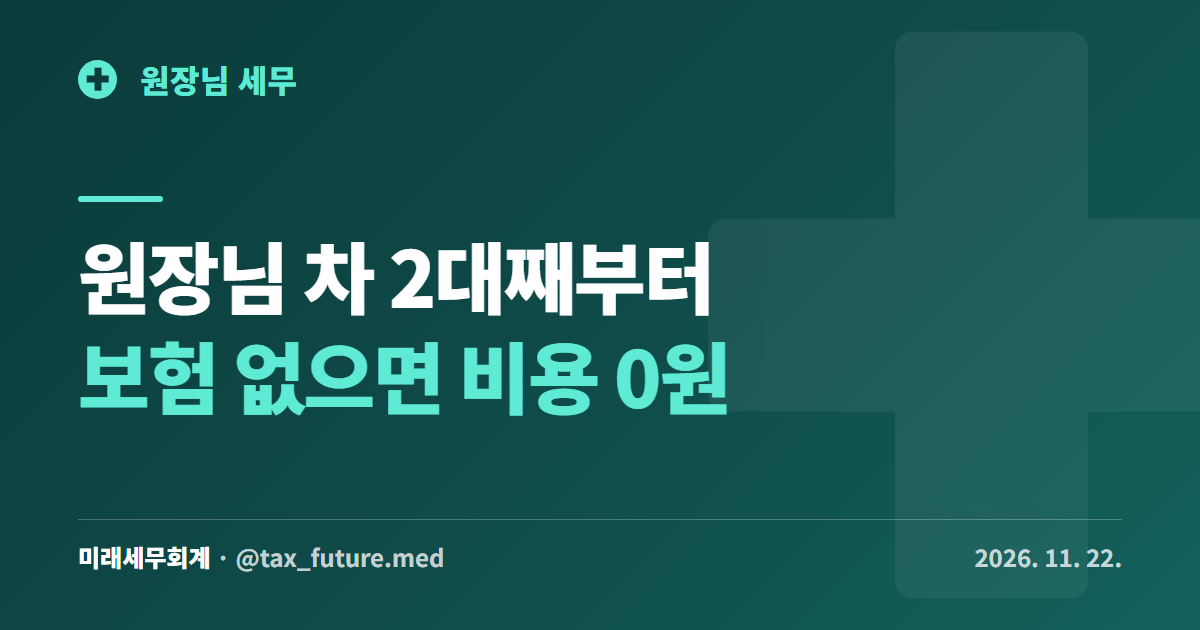 원장님 세무
원장님 차 2대째부터
보험 없으면 비용 0원
미래세무회계 · @tax_future.med
2026. 11. 22.